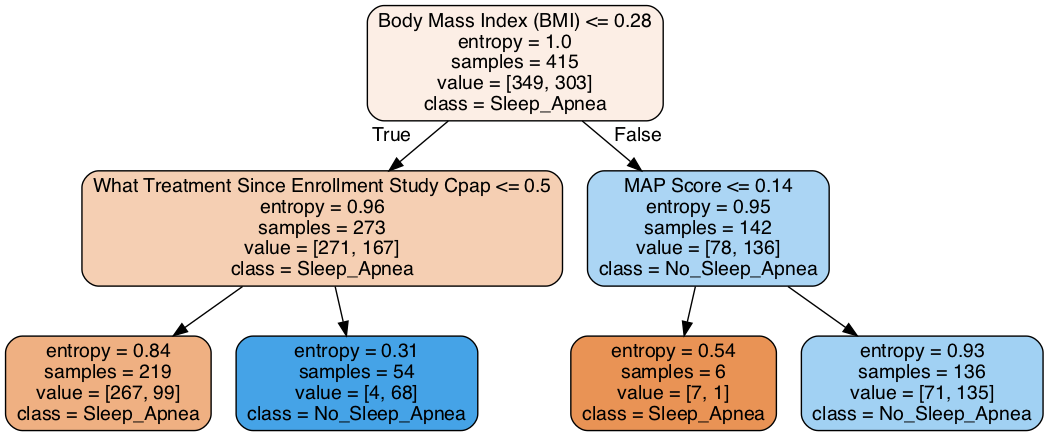 Body Mass Index (BMI) <= 0.28
entropy = 1.0
samples = 415
value = [349, 303]
class = Sleep_Apnea
True
False
What Treatment Since Enrollment Study Cpap <= 0.5
entropy = 0.96
samples = 273
value = [271, 167]
class = Sleep_Apnea
MAP Score <= 0.14
entropy = 0.95
samples = 142
value = [78, 136]
class = No_Sleep_Apnea
entropy = 0.84
samples = 219
value = [267, 99]
class = Sleep_Apnea
entropy = 0.31
samples = 54
value = [4, 68]
class = No_Sleep_Apnea
entropy = 0.54
samples = 6
value = [7, 1]
class = Sleep_Apnea
entropy = 0.93
samples = 136
value = [71, 135]
class = No_Sleep_Apnea